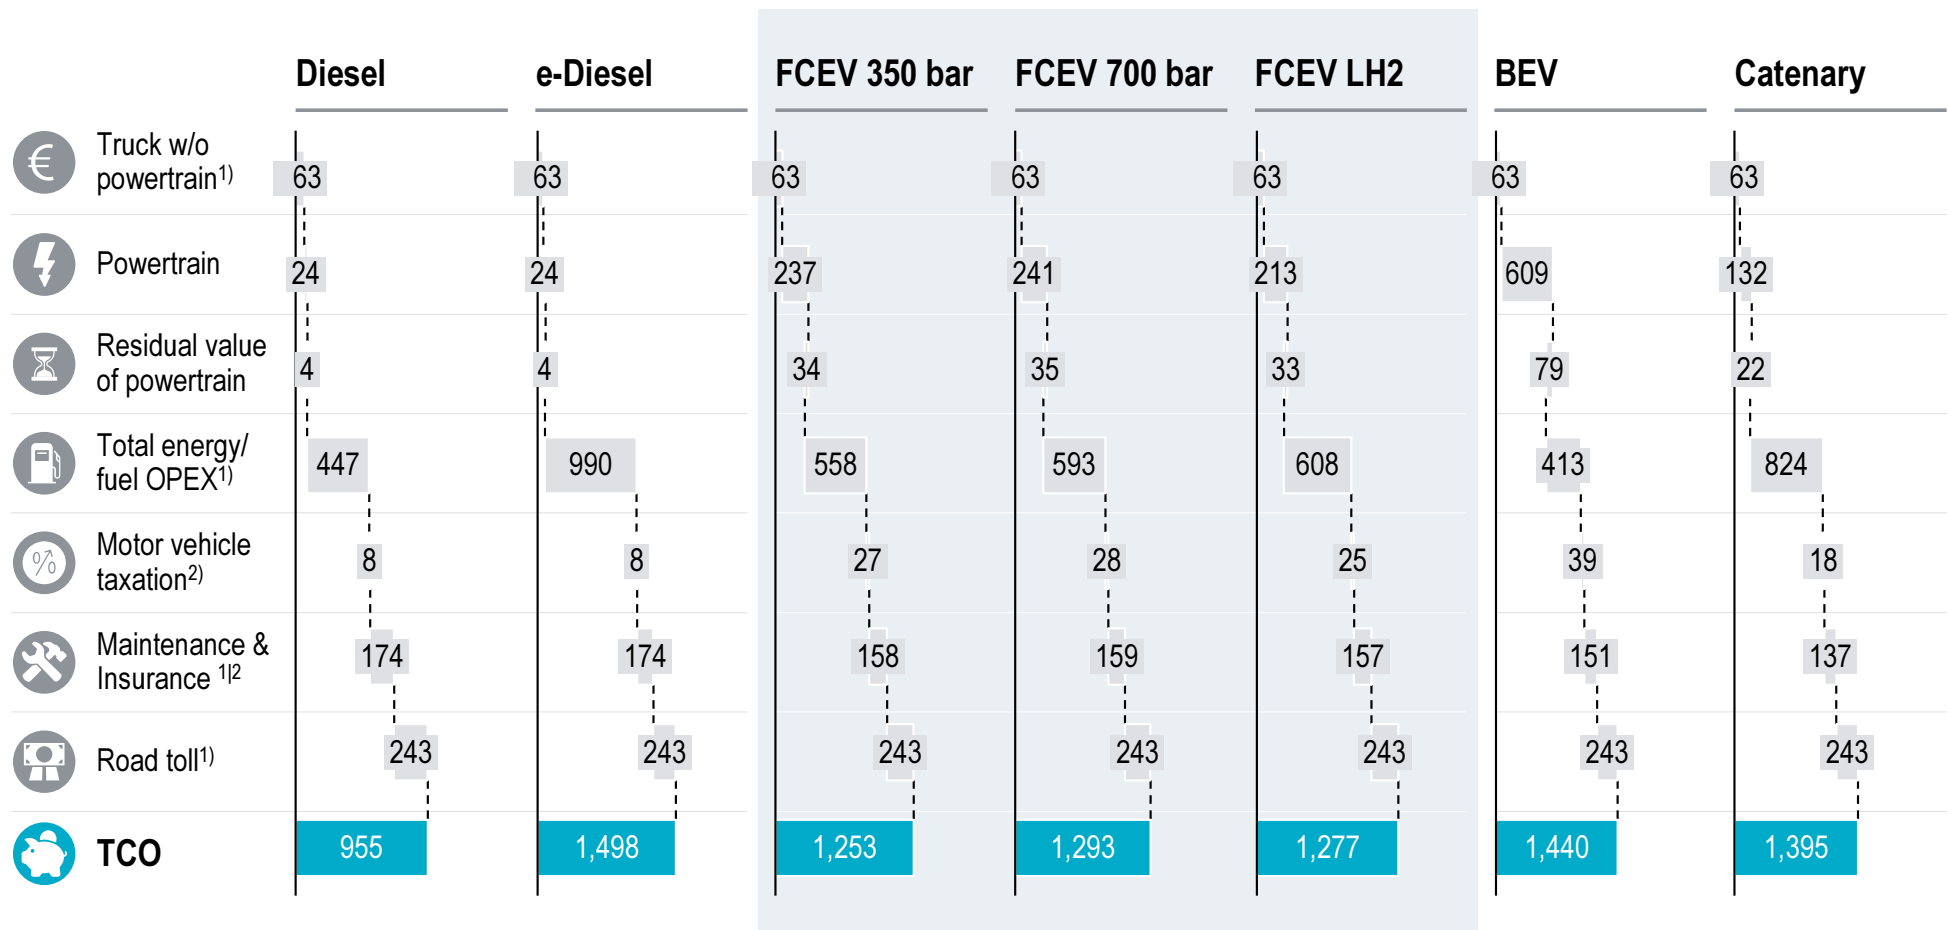 Diesel e-Diesel FCEV 350 bar FCEV 700 bar FCEV LH2 BEV Catenary
Truck w/o
powertrain1)
63 63 63 63 63 63 63
Powertrain
24 24 237 241 213 609 132
Residual value
of powertrain
4 4 34 35 33 79 22
Total energy/
fuel OPEX1)
447 990 558 593 608 413 824
Motor vehicle
taxation2)
8 8 27 28 25 39 18
Maintenance &
Insurance 1|2
174 174 158 159 157 151 137
Road toll1)
243 243 243 243 243 243 243
TCO 955 1,498 1,253 1,293 1,277 1,440 1,395